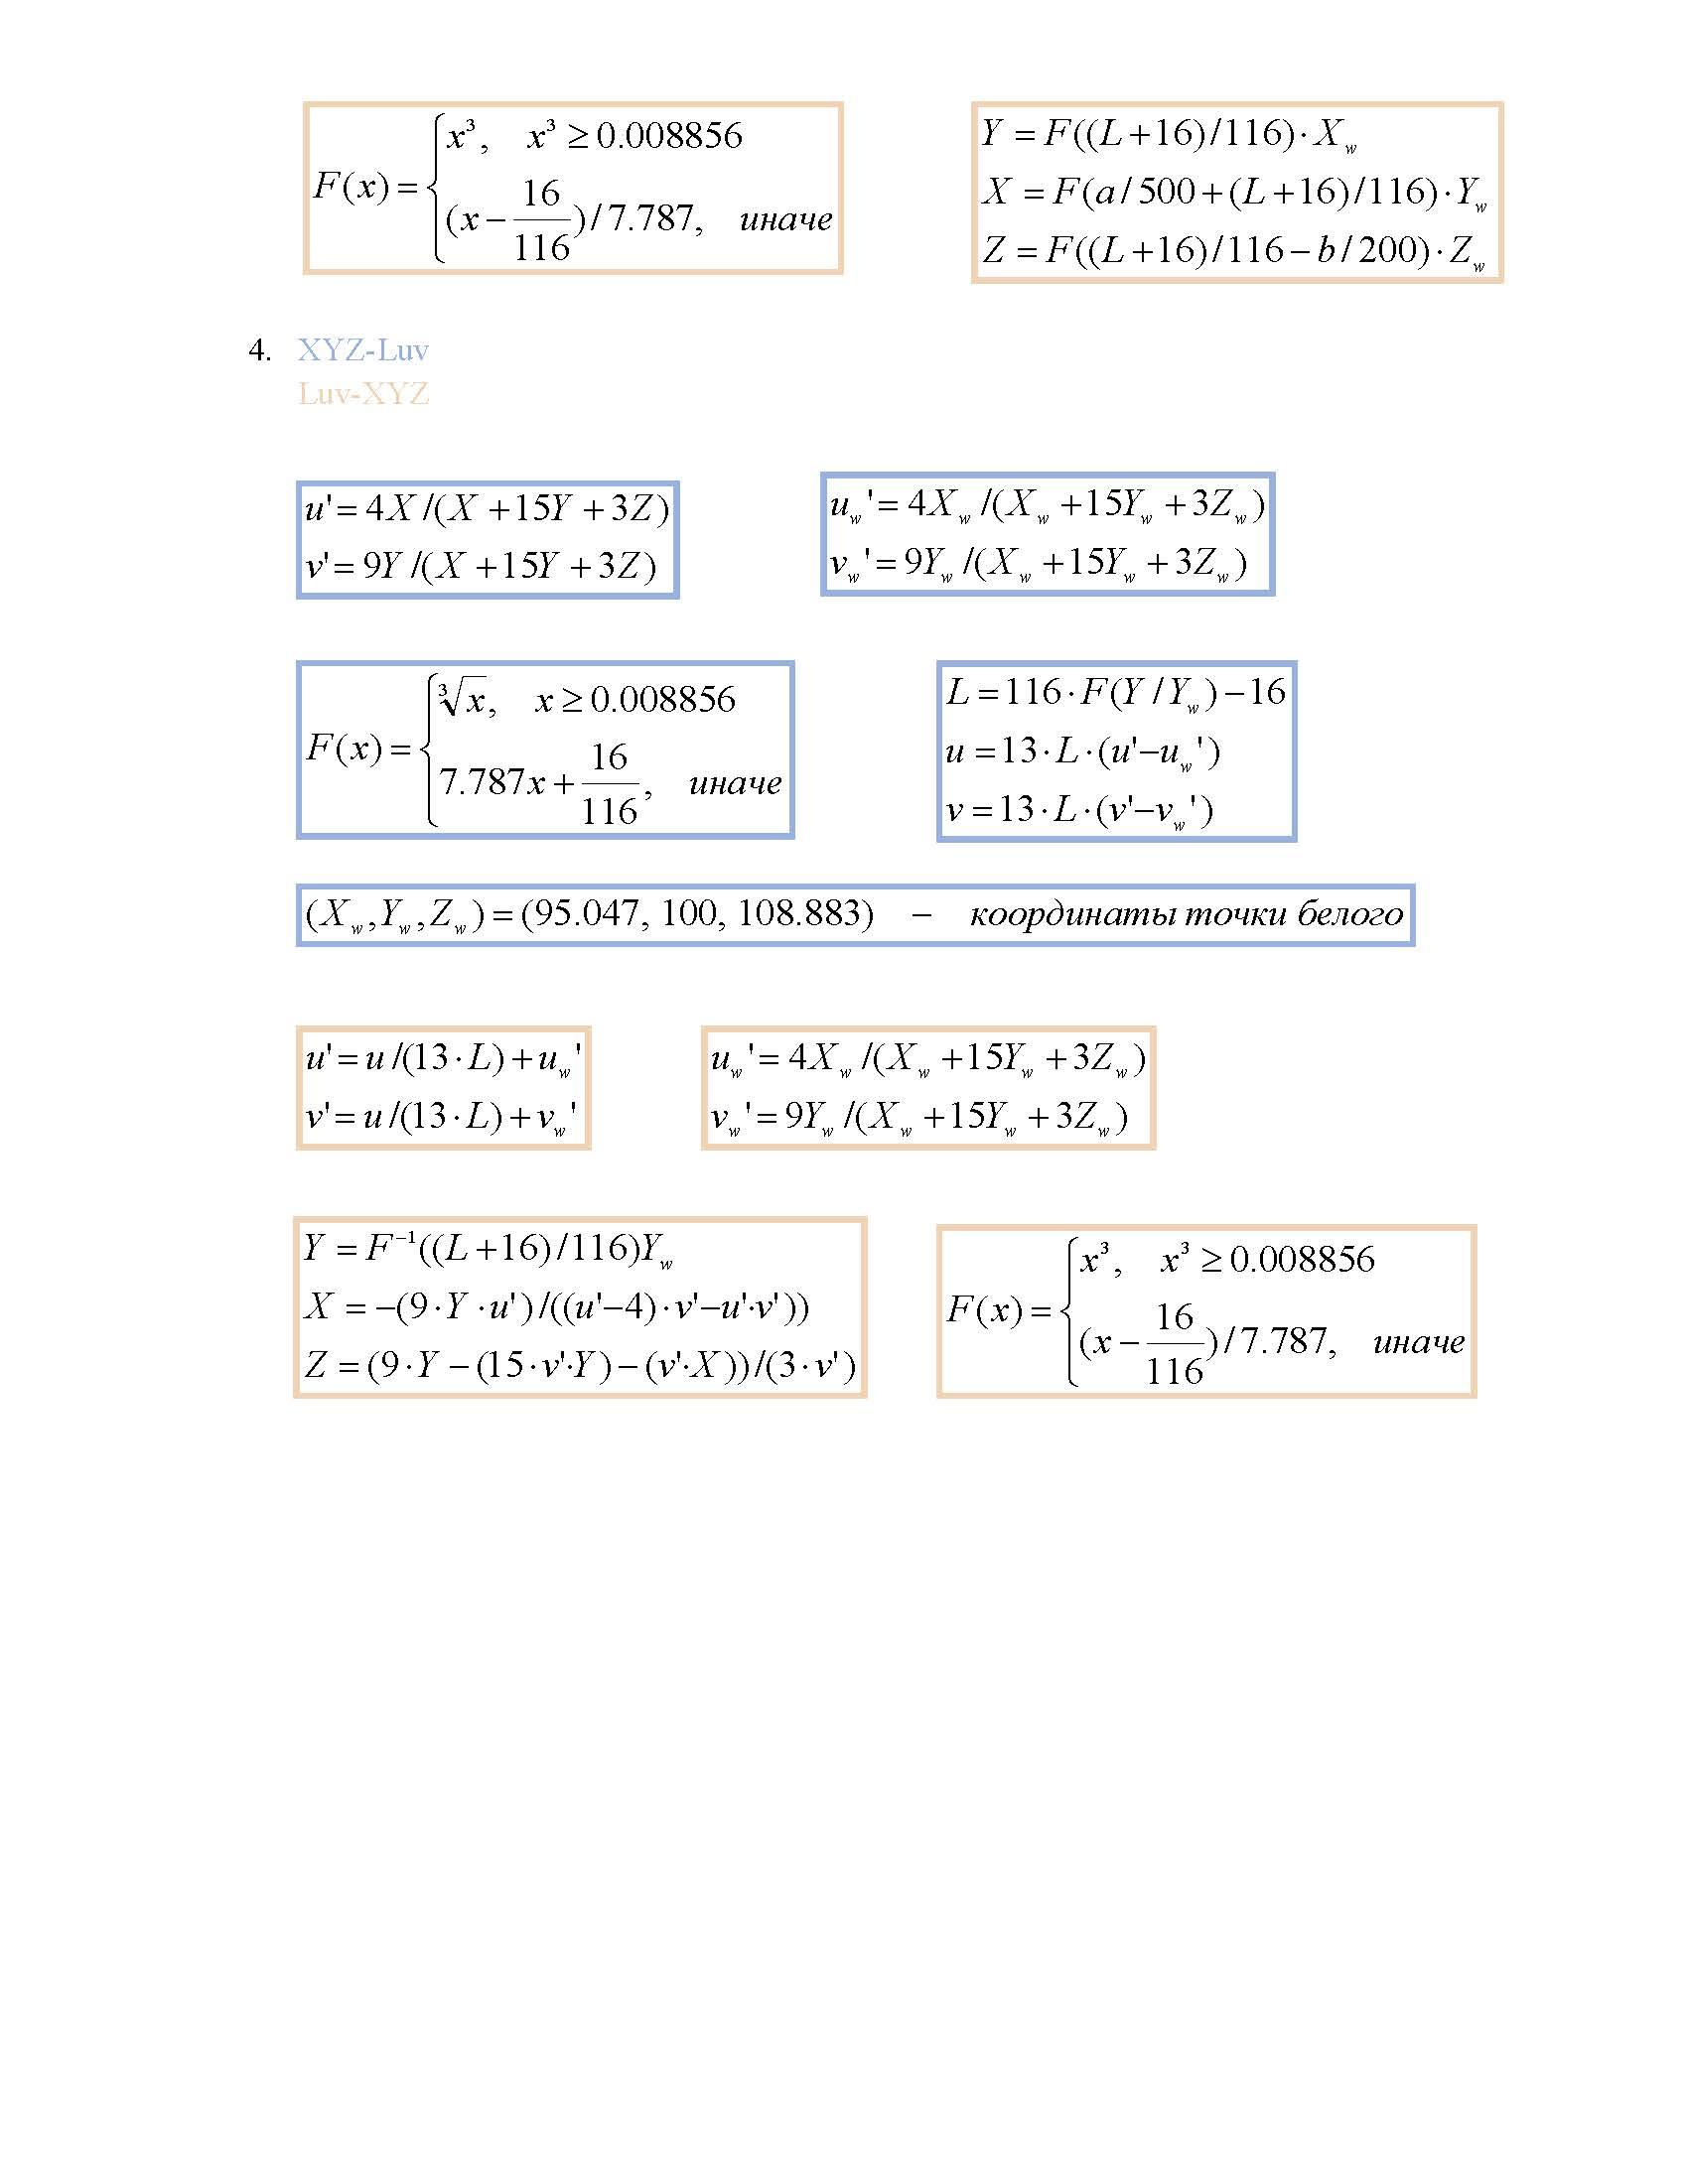 F(x) = { x³, x³ ≥ 0.008856
(x − 16/116)/7.787, иначе
Y = F((L+16)/116)· X_w
X = F(a/500+(L+16)/116)·Y_w
Z = F((L+16)/116−b/200)·Z_w
4. XYZ-Luv
Luv-XYZ
u'= 4X/(X +15Y +3Z)
v'= 9Y/(X +15Y +3Z)
u_w'= 4X_w/(X_w +15Y_w +3Z_w)
v_w'= 9Y_w/(X_w +15Y_w +3Z_w)
F(x) = { ∛x, x ≥ 0.008856
7.787x + 16/116, иначе
L =116·F(Y/Y_w)−16
u =13·L·(u'−u_w')
v =13·L·(v'−v_w')
(X_w,Y_w,Z_w) = (95.047, 100, 108.883) – координаты точки белого
u'= u/(13·L)+u_w'
v'= u/(13·L)+v_w'
u_w'= 4X_w/(X_w +15Y_w +3Z_w)
v_w'= 9Y_w/(X_w +15Y_w +3Z_w)
Y = F⁻¹((L+16)/116)Y_w
X = −(9·Y·u')/((u'−4)·v'−u'·v'))
Z = (9·Y −(15·v'·Y)−(v'·X))/(3·v')
F(x) = { x³, x³ ≥ 0.008856
(x − 16/116)/7.787, иначе